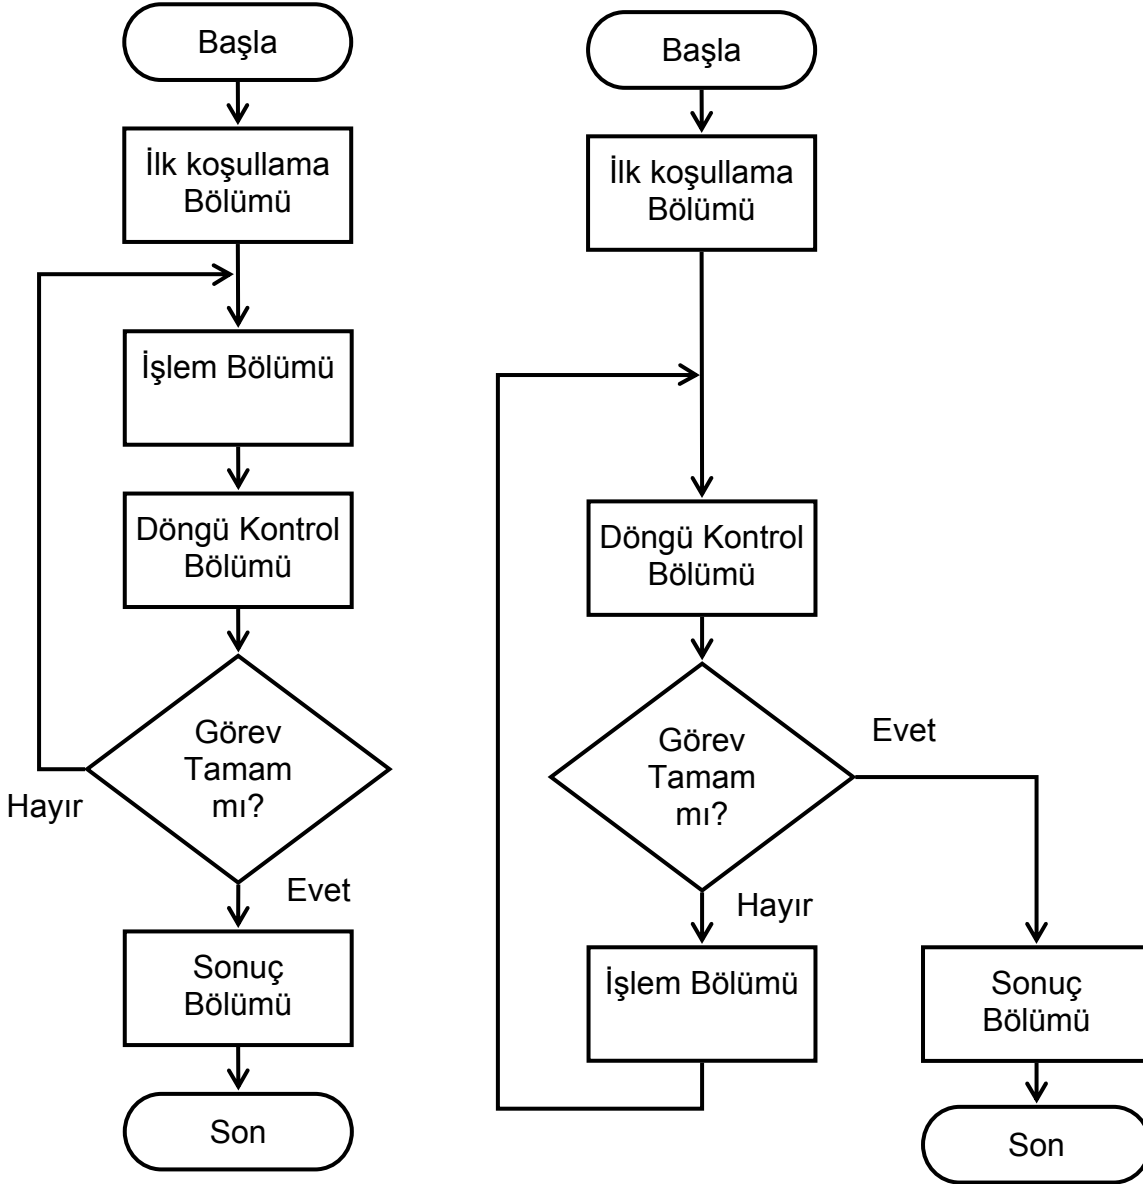 Başla
İlk koşullama
Bölümü
İşlem Bölümü
Döngü Kontrol
Bölümü
Görev
Tamam
mı?
Hayır
Evet
Sonuç
Bölümü
Son
Başla
İlk koşullama
Bölümü
Döngü Kontrol
Bölümü
Görev
Tamam
mı?
Evet
Hayır
İşlem Bölümü
Sonuç
Bölümü
Son